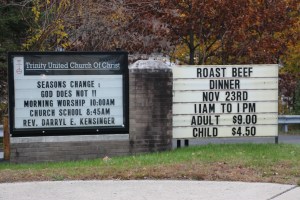 Trinity United Church Of Christ
SEASONS CHANGE ;
GOD DOES NOT !!
MORNING WORSHIP 10:00AM
CHURCH SCHOOL 8:45AM
REV. DARRYL E. KENSINGER
ROAST BEEF
DINNER
NOV 23RD
11AM TO 1PM
ADULT $9.00
CHILD $4.50